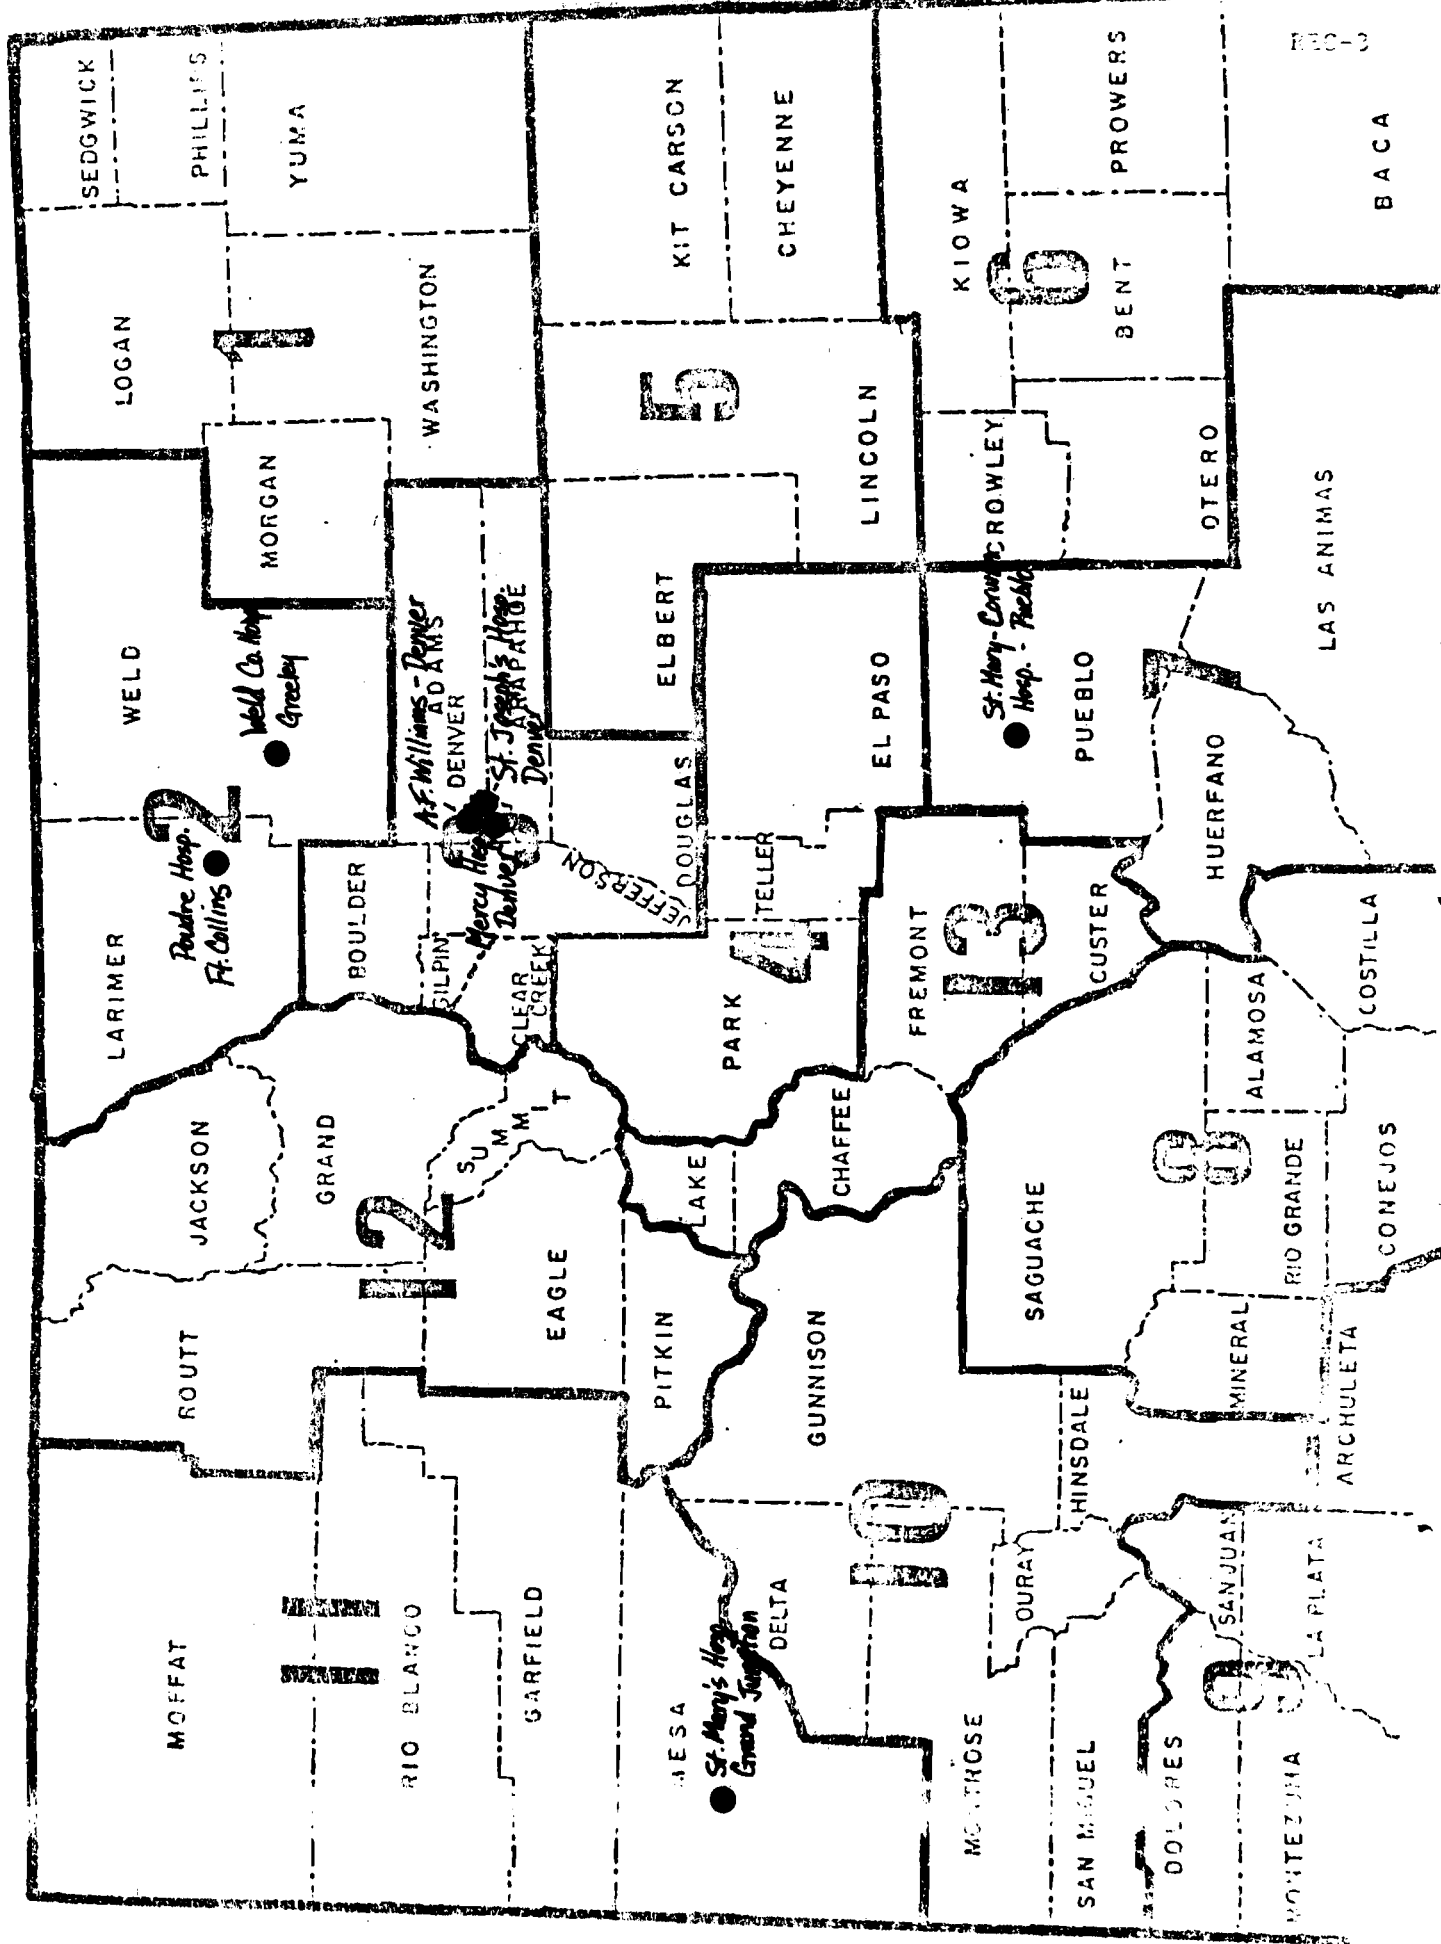 REC-3
MOFFAT
ROUTT
JACKSON
LARIMER
WELD
LOGAN
SEDGWICK
PHILLIPS
Poudre Hosp.
Ft. Collins
2
Weld Co. Hosp
Greeley
1
MORGAN
YUMA
WASHINGTON
11
RIO BLANCO
GRAND
12
BOULDER
GILPIN
CLEAR
CREEK
A.F. Williams - Denver
ADAMS
DENVER
St. Joseph's Hosp.
ARAPAHOE
Denver
Mercy Hosp
Denver
JEFFERSON
DOUGLAS
GARFIELD
EAGLE
SUMMIT
PITKIN
LAKE
PARK
4
TELLER
ELBERT
5
KIT CARSON
CHEYENNE
LINCOLN
EL PASO
MESA
St. Mary's Hosp
Grand Junction
DELTA
10
GUNNISON
CHAFFEE
FREMONT
13
CUSTER
St. Mary-Corwin
Hosp. - Pueblo
PUEBLO
CROWLEY
KIOWA
6
BENT
PROWERS
OTERO
MONTROSE
OURAY
HINSDALE
SAGUACHE
SAN MIGUEL
DOLORES
SAN JUAN
MINERAL
8
RIO GRANDE
ALAMOSA
HUERFANO
7
LAS ANIMAS
BACA
MONTEZUMA
9
LA PLATA
ARCHULETA
CONEJOS
COSTILLA